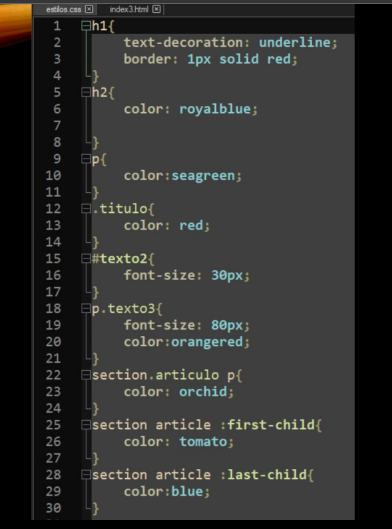 estilos.css index3.html
1 h1{
2 text-decoration: underline;
3 border: 1px solid red;
4 }
5 h2{
6 color: royalblue;
7
8 }
9 p{
10 color:seagreen;
11 }
12 .titulo{
13 color: red;
14 }
15 #texto2{
16 font-size: 30px;
17 }
18 p.texto3{
19 font-size: 80px;
20 color:orangered;
21 }
22 section.articulo p{
23 color: orchid;
24 }
25 section article :first-child{
26 color: tomato;
27 }
28 section article :last-child{
29 color:blue;
30 }